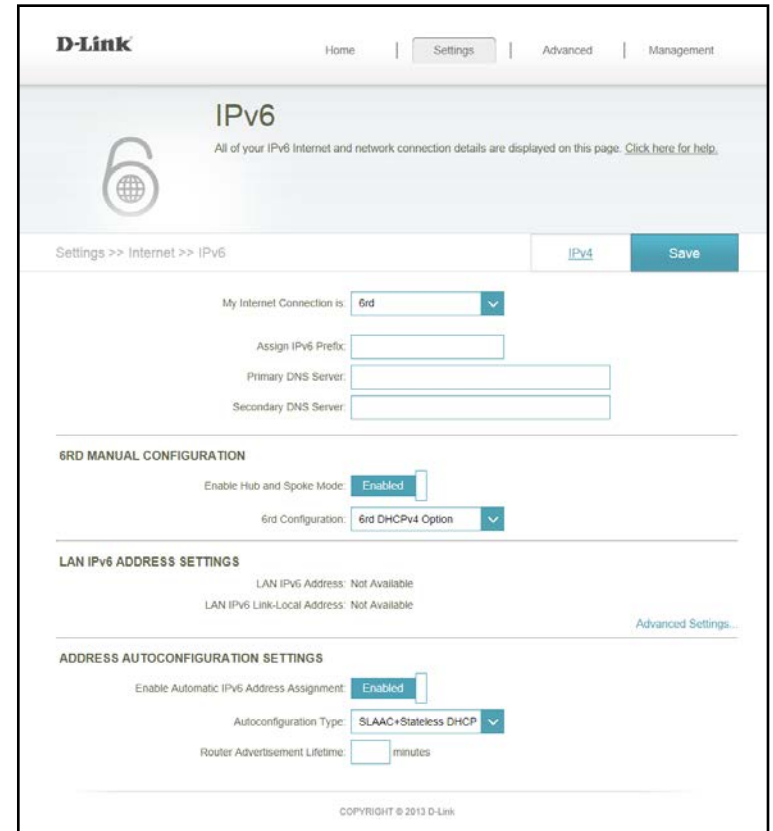 D-Link
Home | Settings | Advanced | Management
IPv6
All of your IPv6 Internet and network connection details are displayed on this page. Click here for help.
Settings >> Internet >> IPv6
IPv4
Save
My Internet Connection is: 6rd
Assign IPv6 Prefix:
Primary DNS Server:
Secondary DNS Server:
6RD MANUAL CONFIGURATION
Enable Hub and Spoke Mode: Enabled
6rd Configuration: 6rd DHCPv4 Option
LAN IPv6 ADDRESS SETTINGS
LAN IPv6 Address: Not Available
LAN IPv6 Link-Local Address: Not Available
Advanced Settings...
ADDRESS AUTOCONFIGURATION SETTINGS
Enable Automatic IPv6 Address Assignment: Enabled
Autoconfiguration Type: SLAAC+Stateless DHCP
Router Advertisement Lifetime: minutes
COPYRIGHT © 2013 D-Link